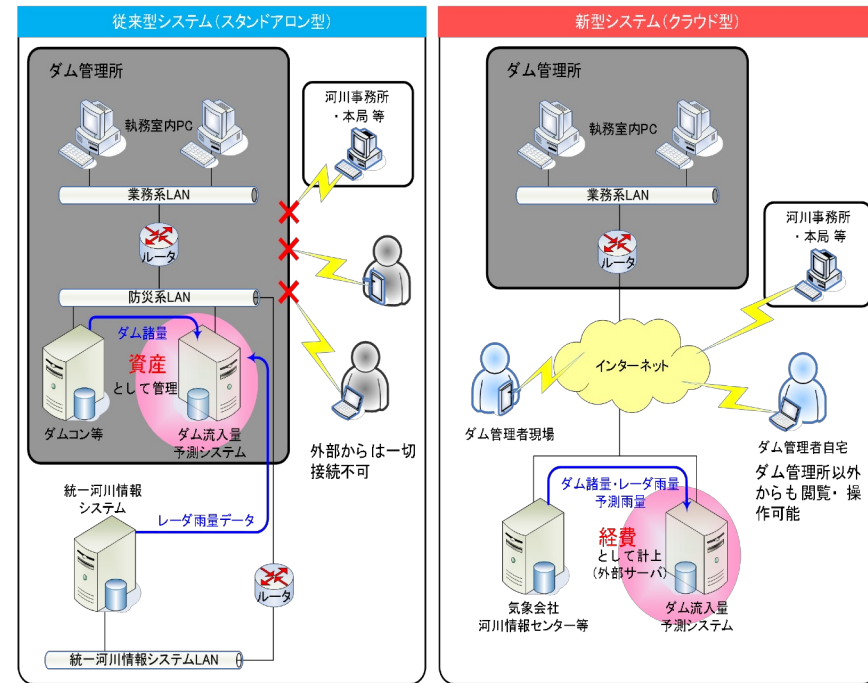 従来型システム(スタンドアロン型)
ダム管理所
執務室内PC
業務系LAN
ルータ
防災系LAN
ダム諸量
資産
として管理
ダムコン等
ダム流入量
予測システム
河川事務所
・本局 等
外部からは一切
接続不可
統一河川情報
システム
レーダ雨量データ
ルータ
統一河川情報システムLAN
新型システム(クラウド型)
ダム管理所
執務室内PC
業務系LAN
ルータ
河川事務所
・本局 等
インターネット
ダム管理者現場
ダム管理者自宅
ダム管理所以外
からも閲覧・操
作可能
ダム諸量・レーダ雨量
予測雨量
経費
として計上
(外部サーバ)
気象会社
河川情報センター等
ダム流入量
予測システム